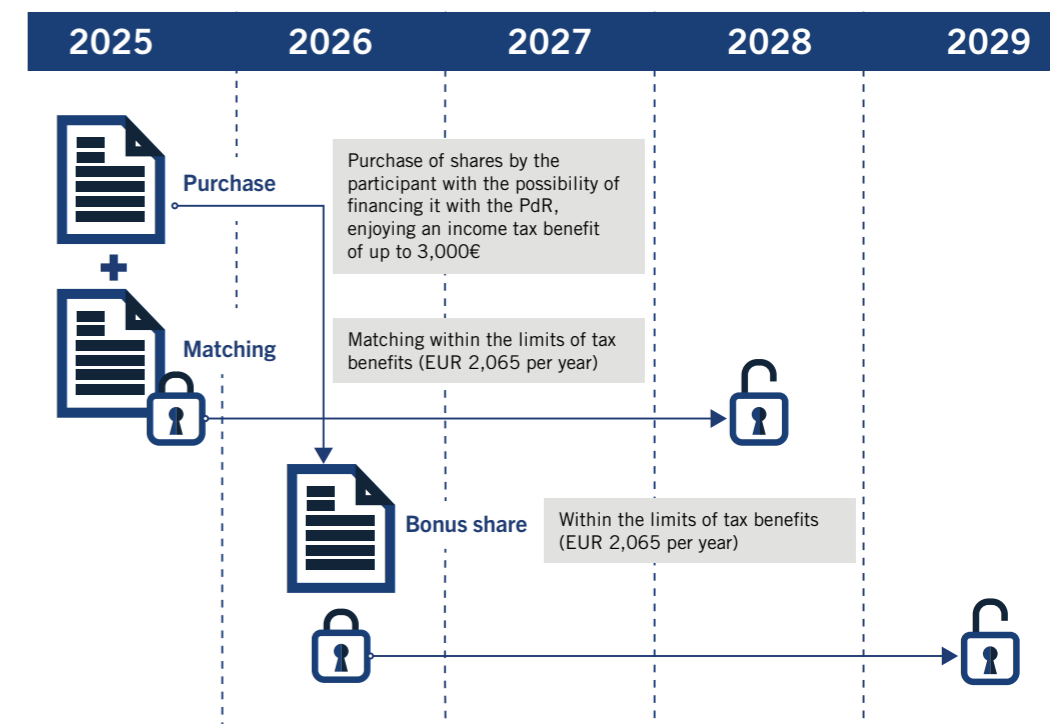 2025 2026 2027 2028 2029
Purchase
Purchase of shares by the
participant with the possibility of
financing it with the PdR,
enjoying an income tax benefit
of up to 3,000€
Matching
Matching within the limits of tax
benefits (EUR 2,065 per year)
Bonus share
Within the limits of tax benefits
(EUR 2,065 per year)